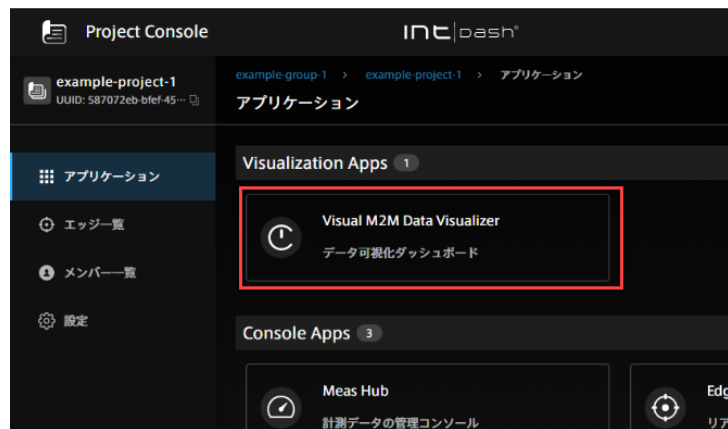 Project Console
intdash
example-project-1
UUID: 587072eb-bfef-45…
example-group-1 > example-project-1 > アプリケーション
アプリケーション
アプリケーション
エッジ一覧
メンバー一覧
設定
Visualization Apps 1
Visual M2M Data Visualizer
データ可視化ダッシュボード
Console Apps 3
Meas Hub
計測データの管理コンソール
Edg
リア